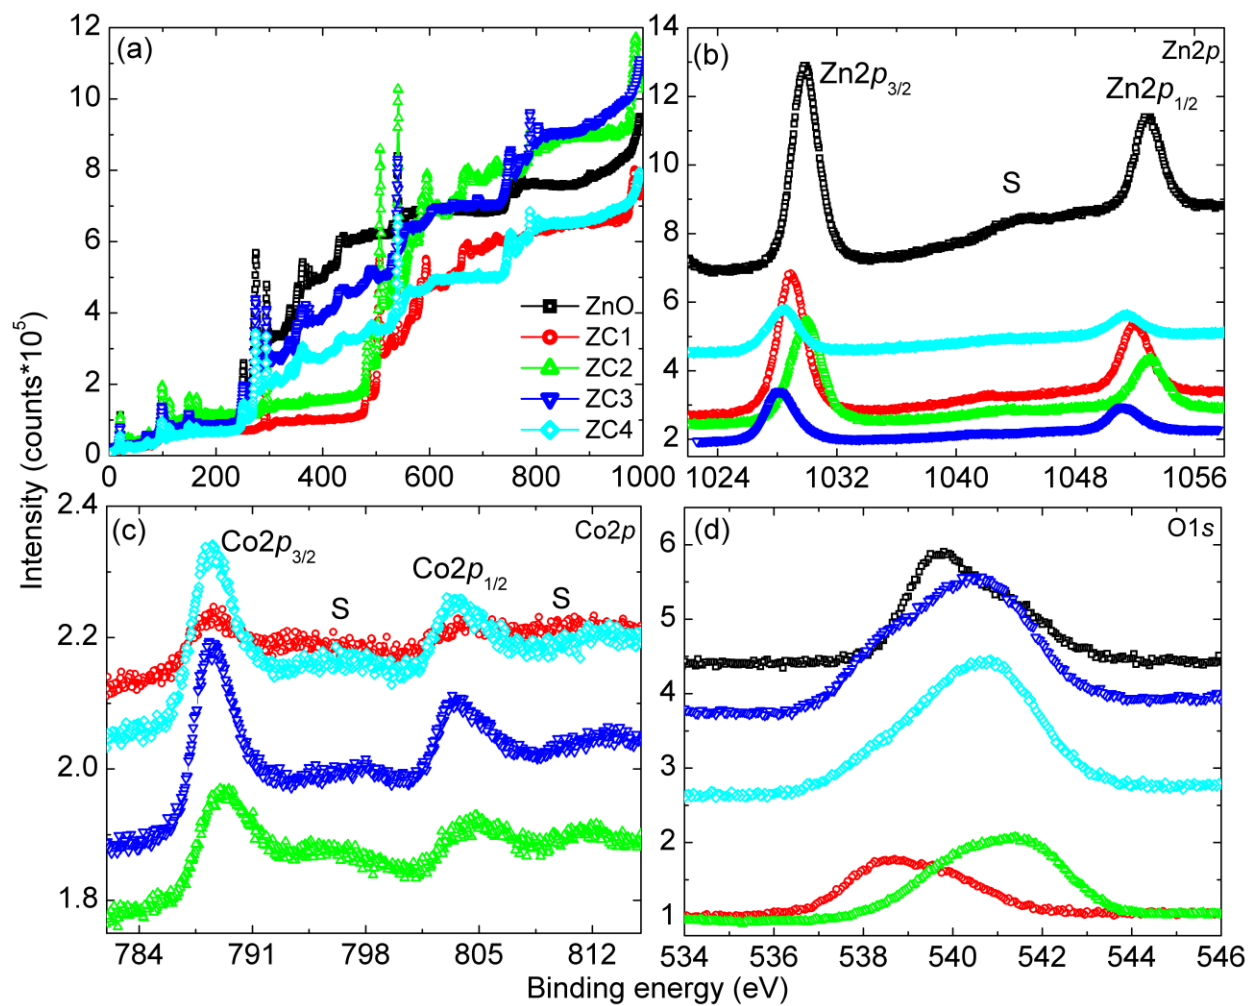 Intensity (counts*10⁵)
(a)
12
10
8
6
4
2
0
0 200 400 600 800 1000
ZnO
ZC1
ZC2
ZC3
ZC4
(b)
Zn2p
Zn2p3/2
Zn2p1/2
S
14
12
10
8
6
4
2
1024 1032 1040 1048 1056
(c)
Co2p
Co2p3/2
Co2p1/2
S
S
2.4
2.2
2.0
1.8
784 791 798 805 812
(d)
O1s
6
5
4
3
2
1
534 536 538 540 542 544 546
Binding energy (eV)